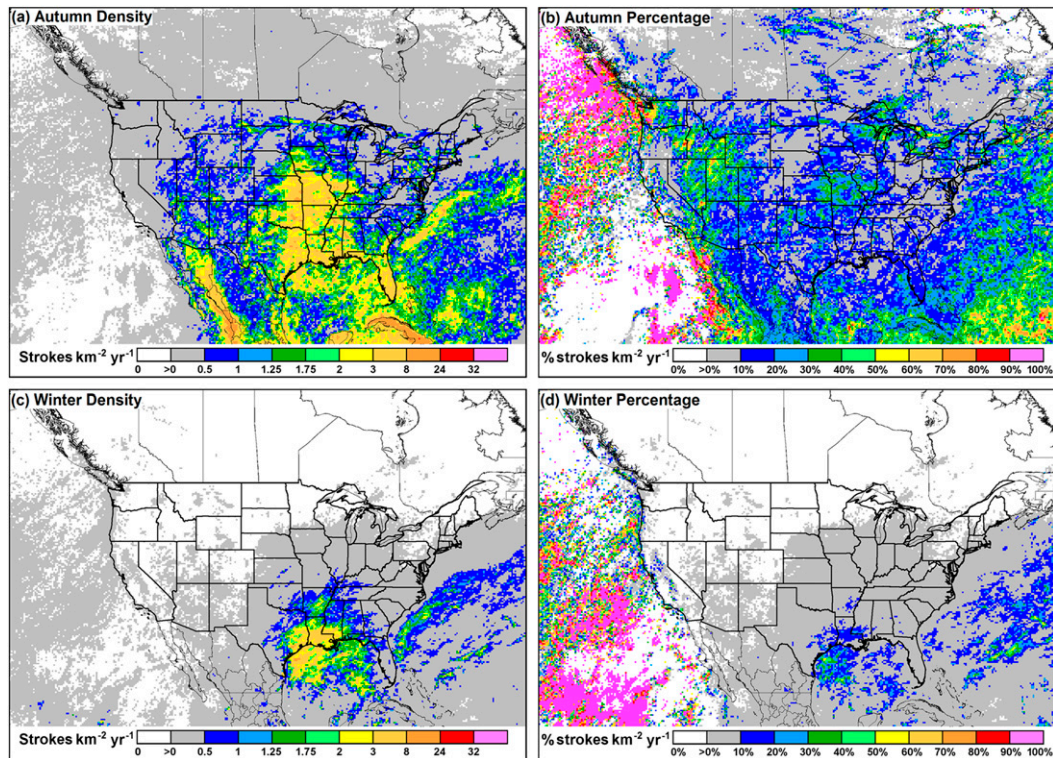 (a) Autumn Density
Strokes km-2 yr-1
0 >0 0.5 1 1.25 1.75 2 3 8 24 32
(b) Autumn Percentage
% strokes km-2 yr-1
0% >0% 10% 20% 30% 40% 50% 60% 70% 80% 90% 100%
(c) Winter Density
Strokes km-2 yr-1
0 >0 0.5 1 1.25 1.75 2 3 8 24 32
(d) Winter Percentage
% strokes km-2 yr-1
0% >0% 10% 20% 30% 40% 50% 60% 70% 80% 90% 100%